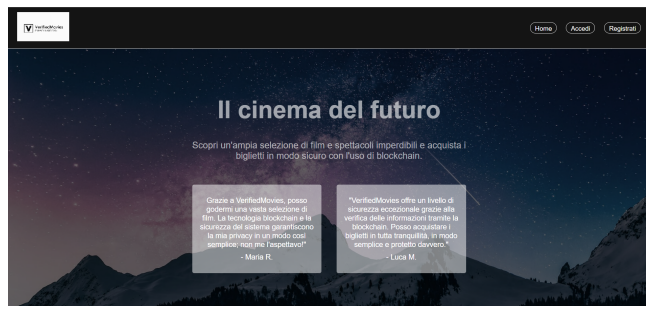 VerifiedMovies
Home
Accedi
Registrati
Il cinema del futuro
Scopri un'ampia selezione di film e spettacoli imperdibili e acquista i
biglietti in modo sicuro con l'uso di blockchain.
Grazie a VerifiedMovies, posso
godermi una vasta selezione di
film. La tecnologia blockchain e la
sicurezza del sistema garantiscono
la mia privacy in un modo così
semplice, non me l'aspettavo!"
- Maria R.
"VerifiedMovies offre un livello di
sicurezza eccezionale grazie alla
verifica delle informazioni tramite la
blockchain. Posso acquistare i
biglietti in tutta tranquillità, in modo
semplice e protetto davvero."
- Luca M.